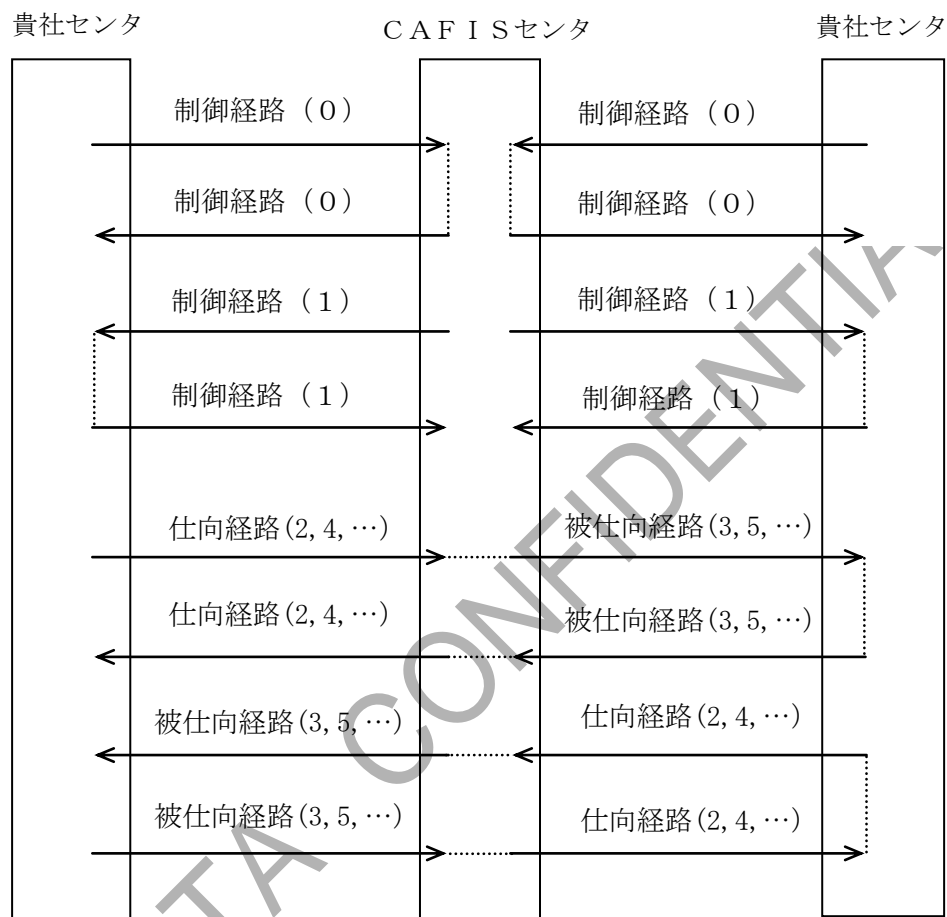 貴社センタ ＣＡＦＩＳセンタ 貴社センタ
制御経路（０） 制御経路（０）
制御経路（０） 制御経路（０）
制御経路（１） 制御経路（１）
制御経路（１） 制御経路（１）
仕向経路(2,4,…) 被仕向経路(3,5,…)
仕向経路(2,4,…) 被仕向経路(3,5,…)
被仕向経路(3,5,…) 仕向経路(2,4,…)
被仕向経路(3,5,…) 仕向経路(2,4,…)
TA CONFIDENTIA